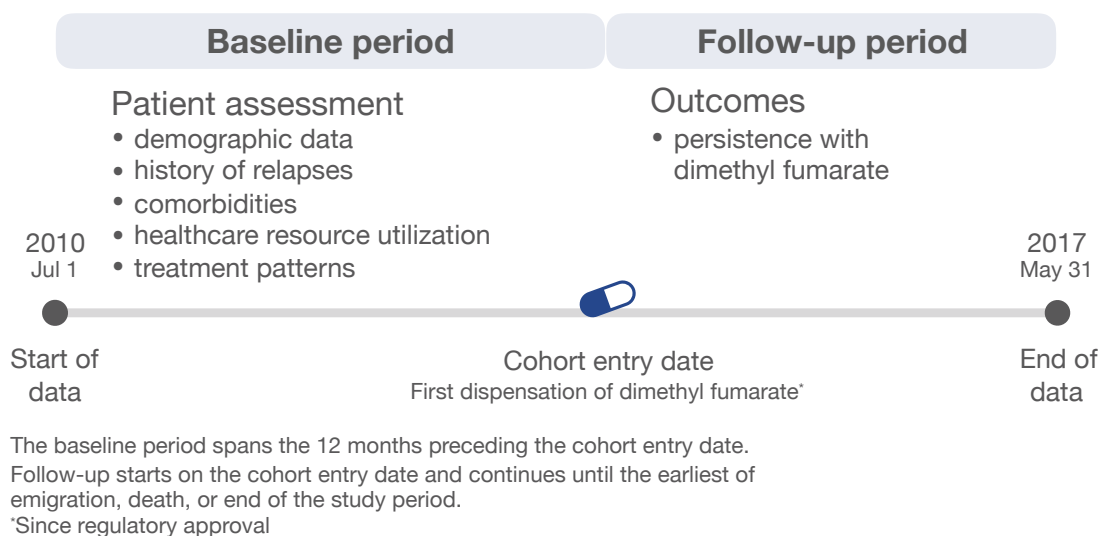 Baseline period
Follow-up period
Patient assessment
• demographic data
• history of relapses
• comorbidities
• healthcare resource utilization
• treatment patterns
Outcomes
• persistence with
dimethyl fumarate
2010
Jul 1
2017
May 31
Start of
data
Cohort entry date
First dispensation of dimethyl fumarate*
End of
data
The baseline period spans the 12 months preceding the cohort entry date.
Follow-up starts on the cohort entry date and continues until the earliest of
emigration, death, or end of the study period.
*Since regulatory approval